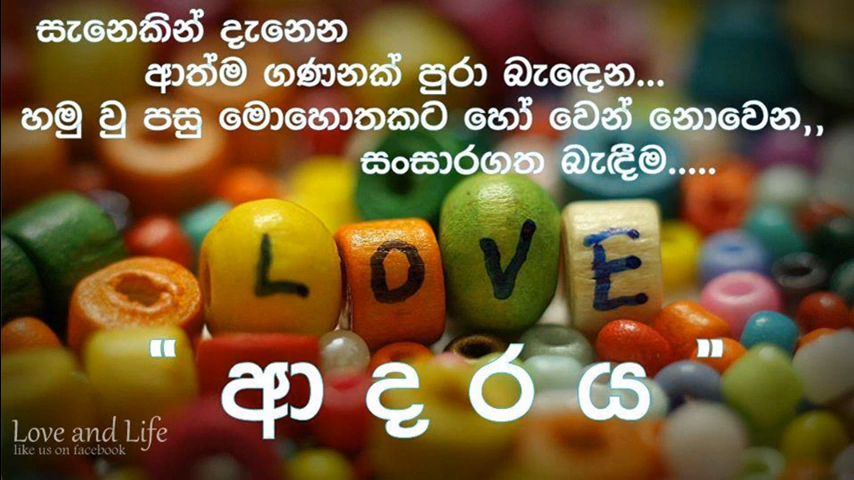 සැනෙකින් දැනෙන
ආත්ම ගණනක් පුරා බැඳෙන...
හමු වු පසු මොහොතකට හෝ වෙන් නොවෙන,,
සංසාරගත බැඳීම.....
LOVE
" ආ ද ර ය "
Love and Life
like us on facebook